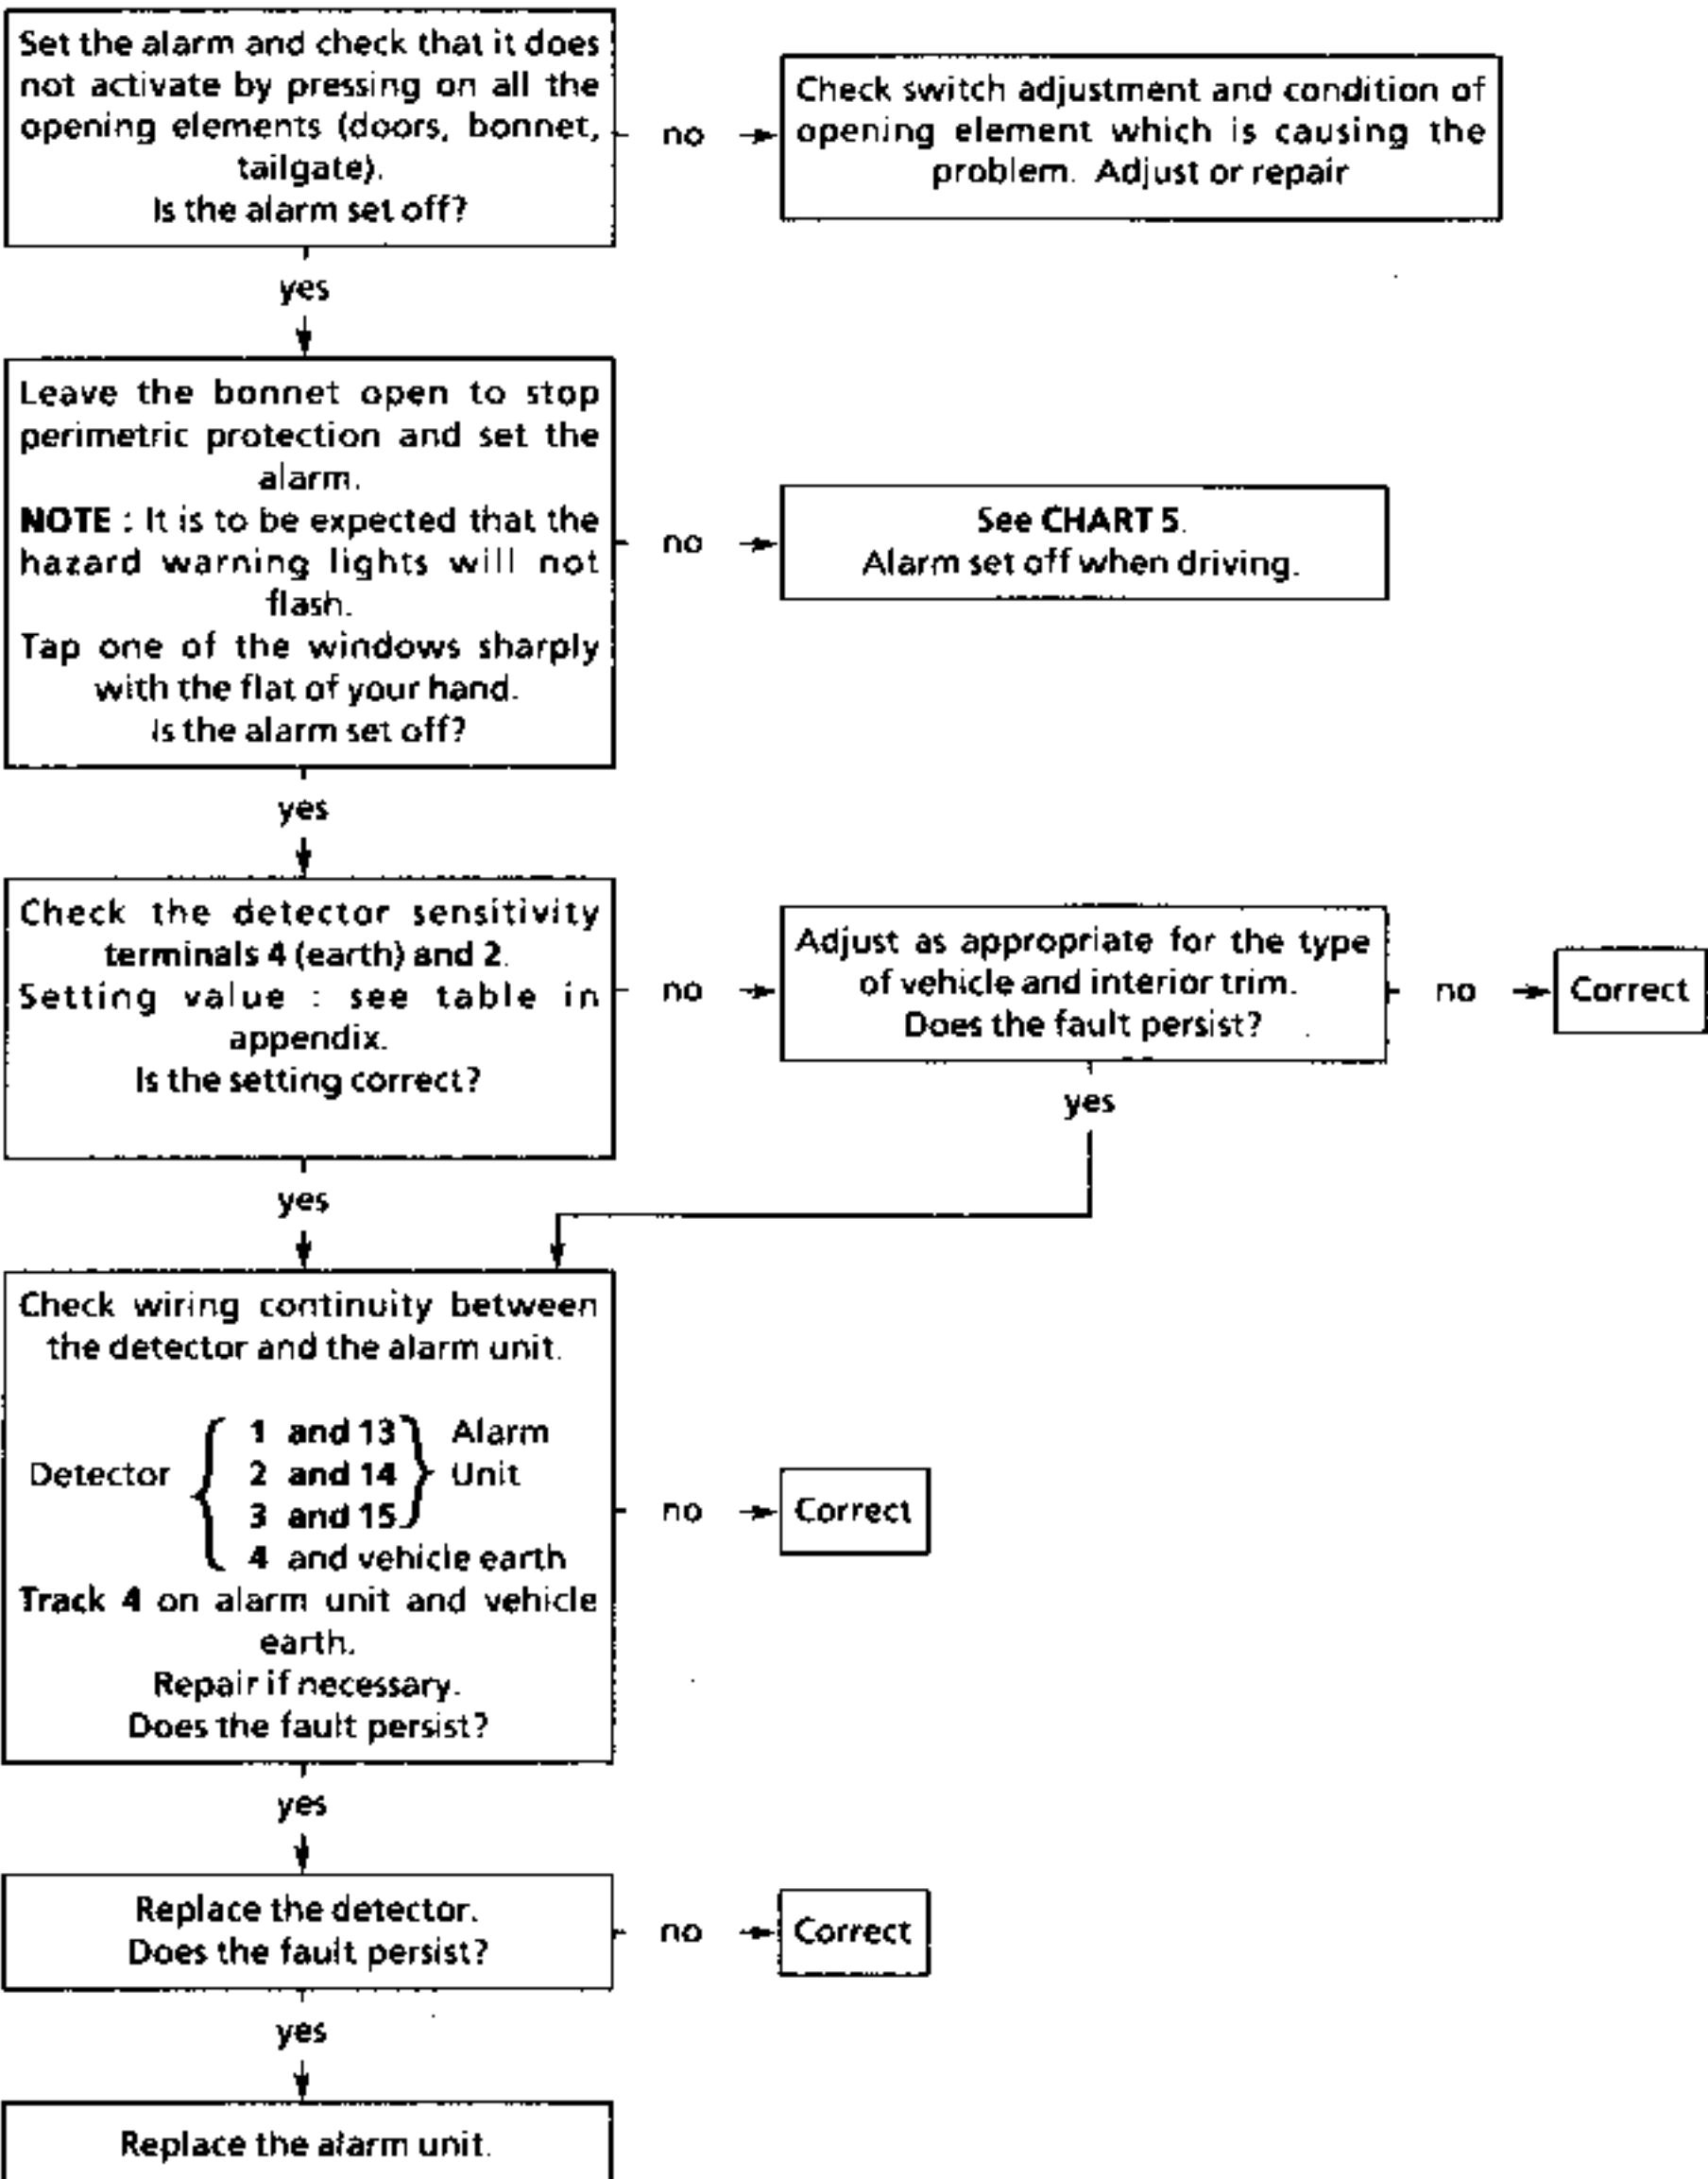 Set the alarm and check that it does
not activate by pressing on all the
opening elements (doors, bonnet,
tailgate).
Is the alarm set off?
no
Check switch adjustment and condition of
opening element which is causing the
problem. Adjust or repair
yes
Leave the bonnet open to stop
perimetric protection and set the
alarm.
NOTE : It is to be expected that the
hazard warning lights will not
flash.
Tap one of the windows sharply
with the flat of your hand.
Is the alarm set off?
no
See CHART 5.
Alarm set off when driving.
yes
Check the detector sensitivity
terminals 4 (earth) and 2.
Setting value : see table in
appendix.
Is the setting correct?
no
Adjust as appropriate for the type
of vehicle and interior trim.
Does the fault persist?
no
Correct
yes
yes
Check wiring continuity between
the detector and the alarm unit.
1 and 13 Alarm
Detector 2 and 14 Unit
3 and 15
4 and vehicle earth
Track 4 on alarm unit and vehicle
earth.
Repair if necessary.
Does the fault persist?
no
Correct
yes
Replace the detector.
Does the fault persist?
no
Correct
yes
Replace the alarm unit.